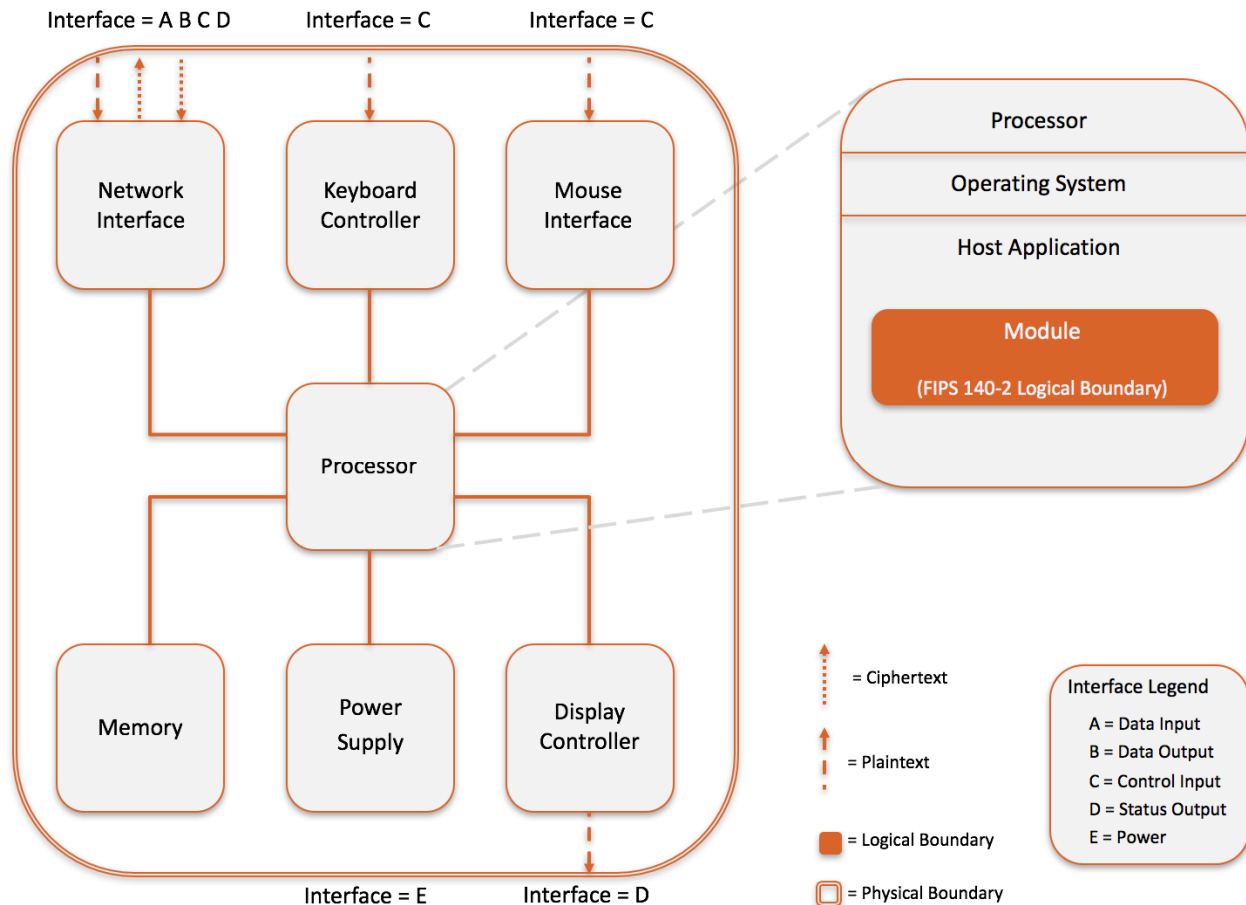 Interface = A B C D
Interface = C
Interface = C
Network
Interface
Keyboard
Controller
Mouse
Interface
Processor
Memory
Power
Supply
Display
Controller
Interface = E
Interface = D
Processor
Operating System
Host Application
Module
(FIPS 140-2 Logical Boundary)
= Ciphertext
= Plaintext
= Logical Boundary
= Physical Boundary
Interface Legend
A = Data Input
B = Data Output
C = Control Input
D = Status Output
E = Power